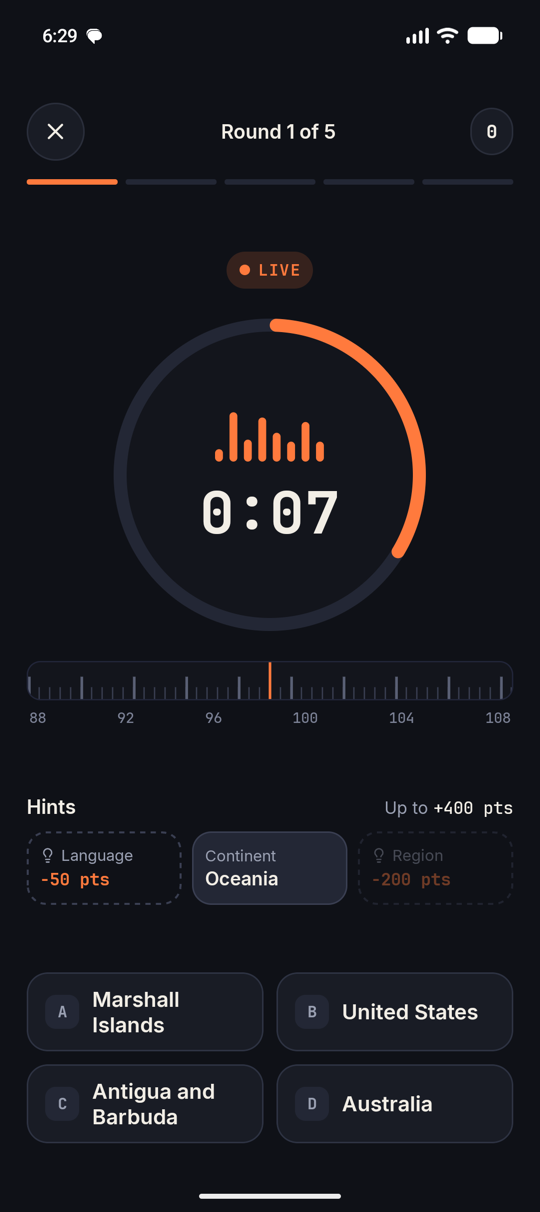 6:29
Round 1 of 5
0
LIVE
0:07
88 92 96 100 104 108
Hints
Up to +400 pts
Language
-50 pts
Continent
Oceania
Region
-200 pts
A
Marshall
Islands
B
United States
C
Antigua and
Barbuda
D
Australia